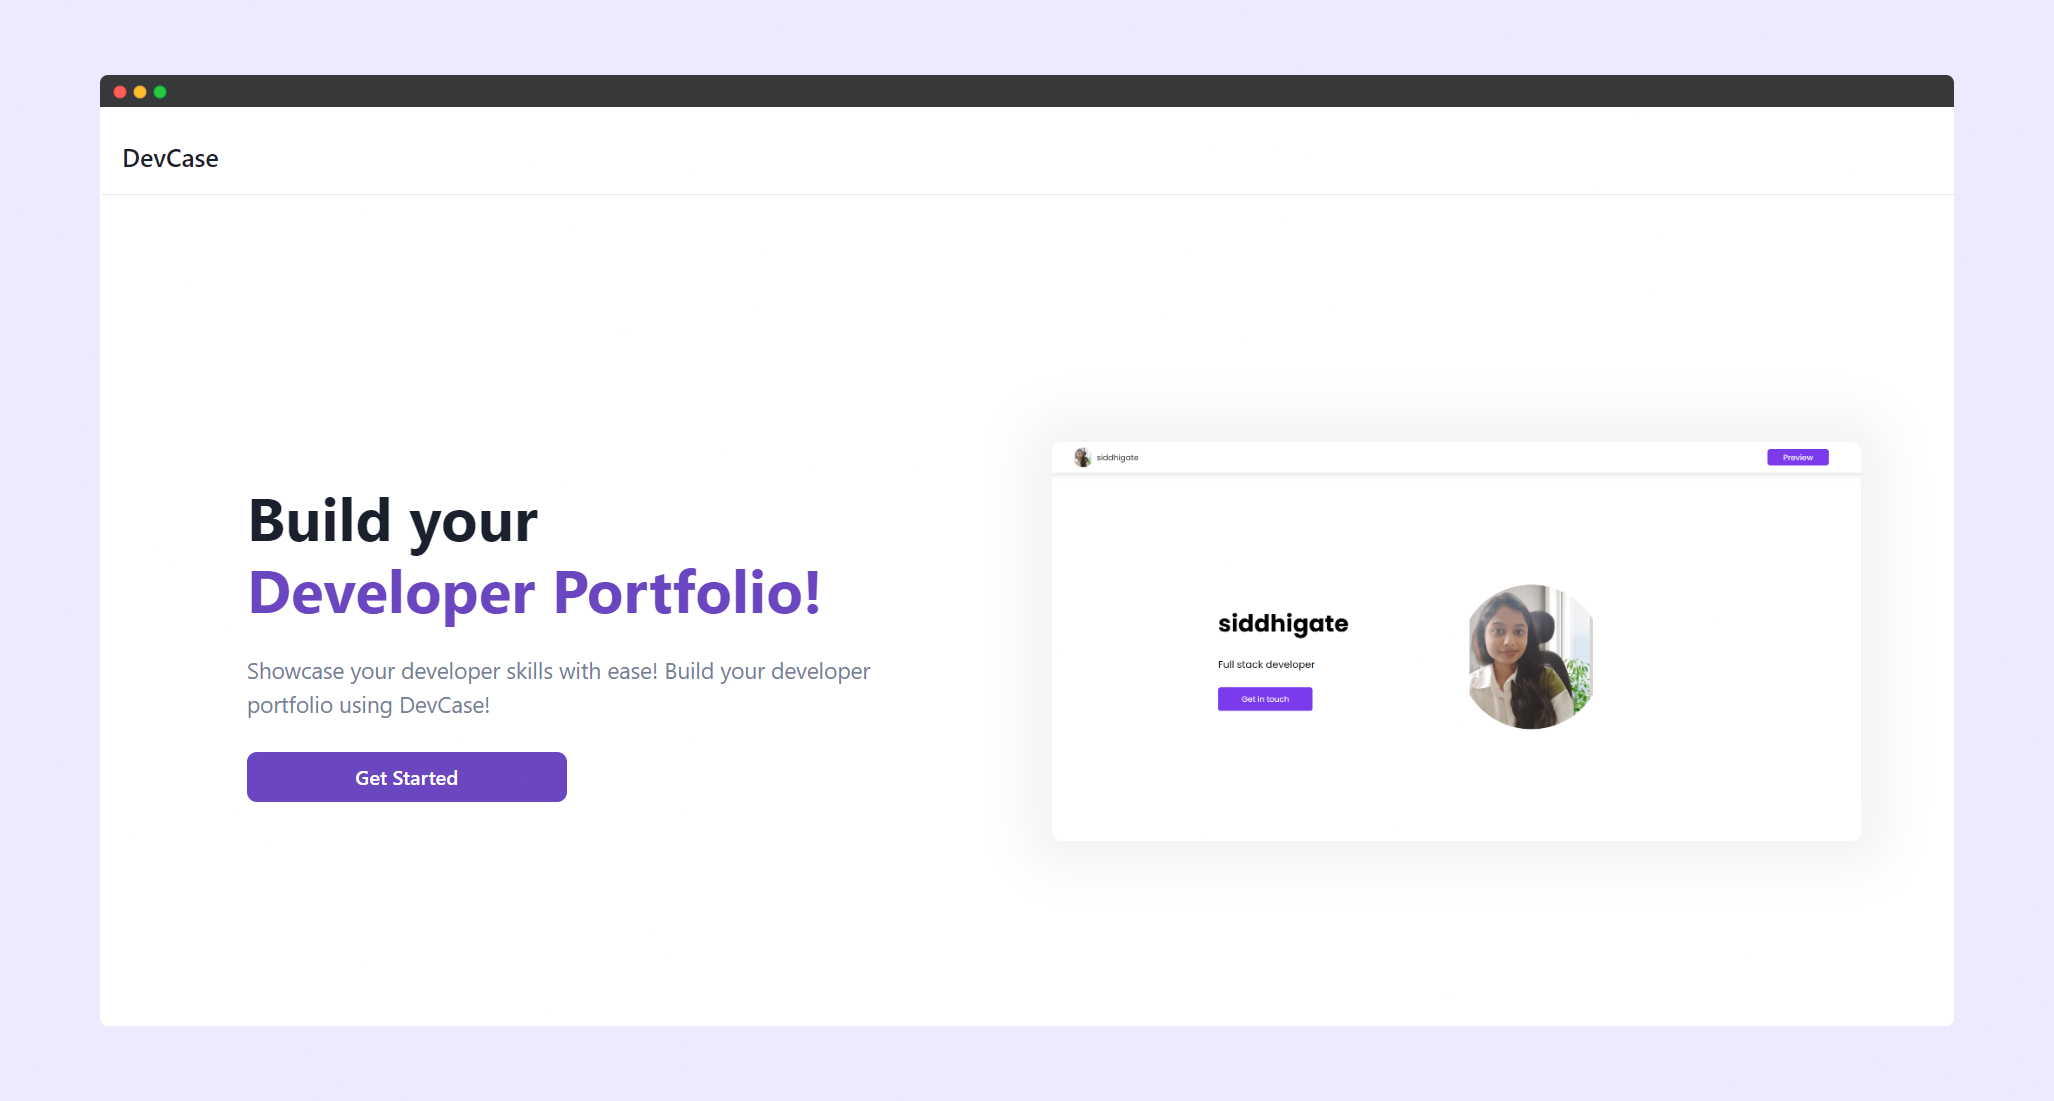 DevCase
Build your
Developer Portfolio!
Showcase your developer skills with ease! Build your developer
portfolio using DevCase!
Get Started
siddhigate
Preview
siddhigate
Full stack developer
Get in touch